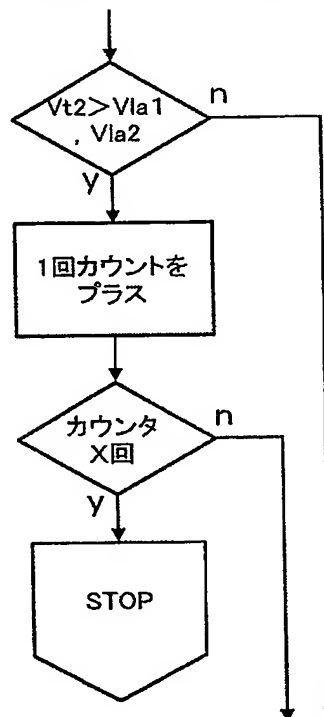 Vt2>Vla1
, Vla2
n
y
1回カウントを
プラス
カウンタ
X回
n
y
STOP